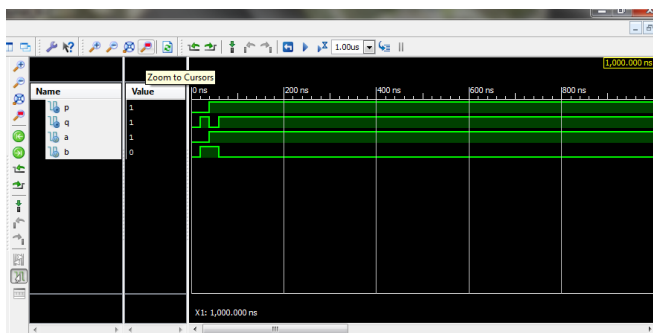 1.00us
1,000.000 ns
Zoom to Cursors
Name Value
0 ns 200 ns 400 ns 600 ns 800 ns
p 1
q 1
a 1
b 0
X1: 1,000.000 ns